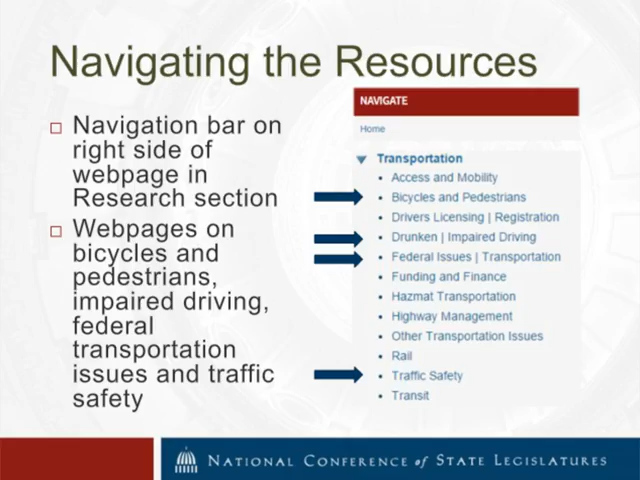 Navigating the Resources
Navigation bar on
right side of
webpage in
Research section
Webpages on
bicycles and
pedestrians,
impaired driving,
federal
transportation
issues and traffic
safety
NAVIGATE
Home
Transportation
Access and Mobility
Bicycles and Pedestrians
Drivers Licensing | Registration
Drunken | Impaired Driving
Federal Issues | Transportation
Funding and Finance
Hazmat Transportation
Highway Management
Other Transportation Issues
Rail
Traffic Safety
Transit
NATIONAL CONFERENCE of STATE LEGISLATURES